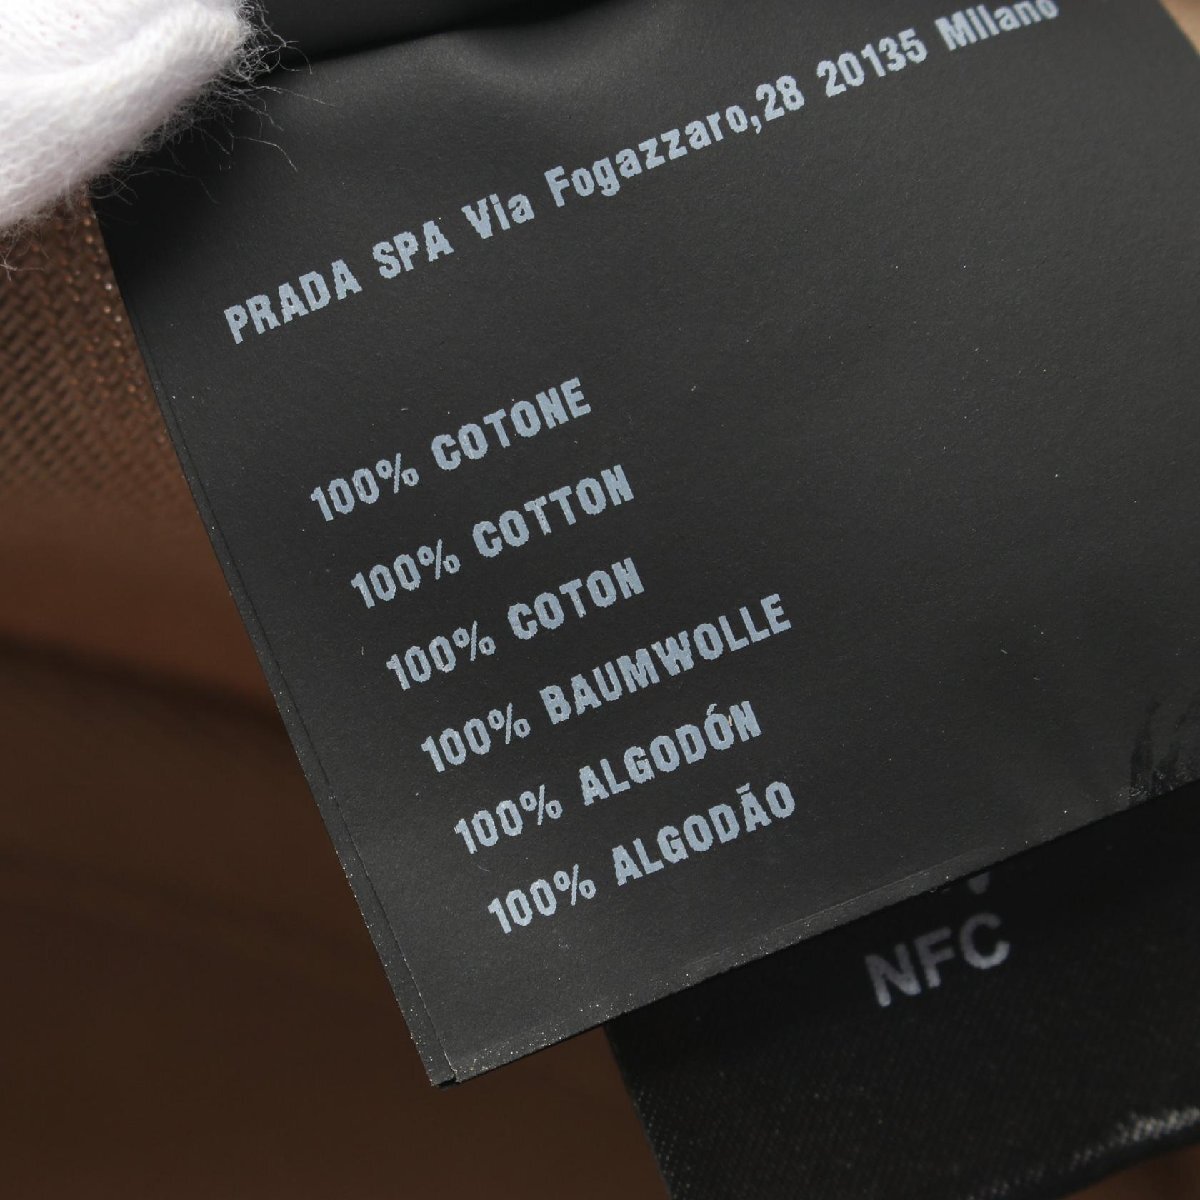 PRADA SPA Via Fogazzaro,28 20135 Milano
100% COTONE
100% COTTON
100% COTON
100% BAUMWOLLE
100% ALGODÓN
100% ALGODÃO
NFC